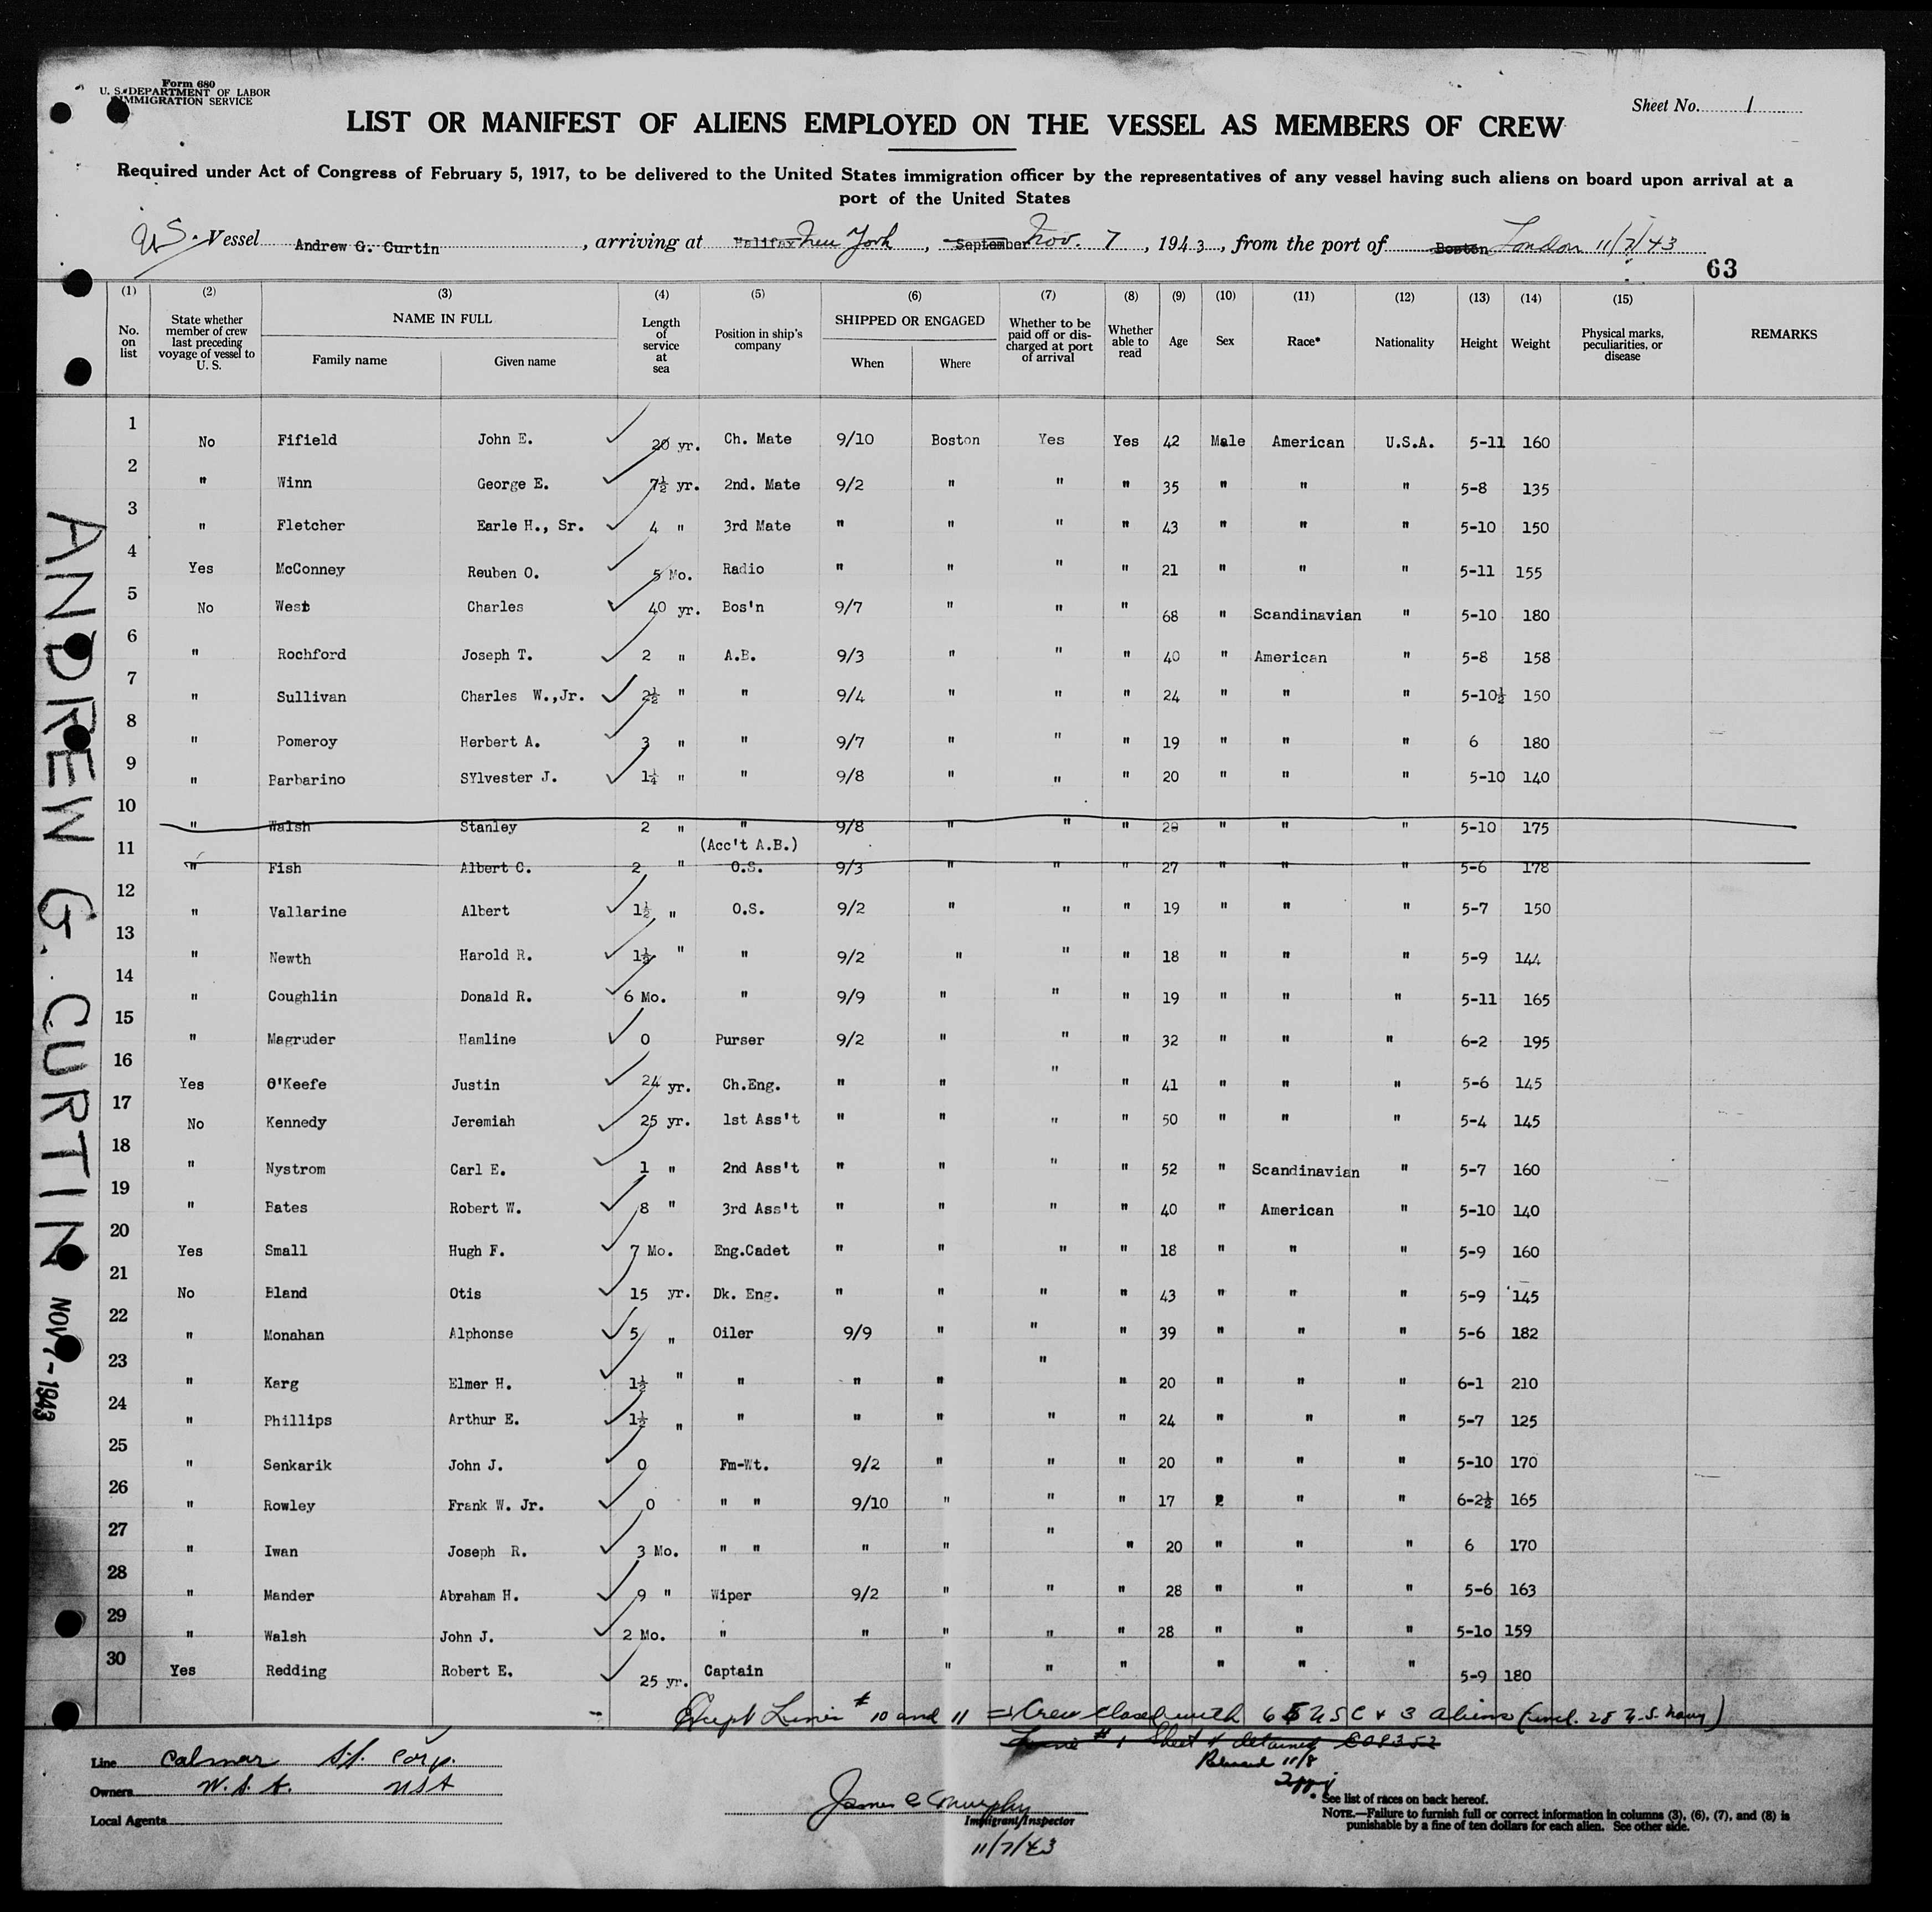 Form 680
U. S. DEPARTMENT OF LABOR
IMMIGRATION SERVICE
Sheet No. 1
LIST OR MANIFEST OF ALIENS EMPLOYED ON THE VESSEL AS MEMBERS OF CREW
Required under Act of Congress of February 5, 1917, to be delivered to the United States immigration officer by the representatives of any vessel having such aliens on board upon arrival at a
port of the United States
US. Vessel Andrew G. Curtin, arriving at Halifax New York, September Nov. 7, 1943, from the port of Boston London 11/7/43
63
(1) (2) (3) (4) (5) (6) (7) (8) (9) (10) (11) (12) (13) (14) (15)
No. on list State whether member of crew last preceding voyage of vessel to U. S. NAME IN FULL Family name Given name Length of service at sea Position in ship's company SHIPPED OR ENGAGED When Where Whether to be paid off or discharged at port of arrival Whether able to read Age Sex Race* Nationality Height Weight Physical marks, peculiarities, or disease REMARKS
1 No Fifield John E. 20 yr. Ch. Mate 9/10 Boston Yes Yes 42 Male American U.S.A. 5-11 160
2 " Winn George E. 7½ yr. 2nd. Mate 9/2 " " " 35 " " " 5-8 135
3 " Fletcher Earle H., Sr. 4 " 3rd Mate " " " " 43 " " " 5-10 150
4 Yes McConney Reuben O. 5 Mo. Radio " " " " 21 " " " 5-11 155
5 No West Charles 40 yr. Bos'n 9/7 " " " 68 " Scandinavian " 5-10 180
6 " Rochford Joseph T. 2 " A.B. 9/3 " " " 40 " American " 5-8 158
7 " Sullivan Charles W.,Jr. 2½ " " 9/4 " " " 24 " " " 5-10½ 150
8 " Pomeroy Herbert A. 3 " " 9/7 " " " 19 " " " 6 180
9 " Barbarino SYlvester J. 1¼ " " 9/8 " " " 20 " " " 5-10 140
10 " Walsh Stanley 2 " " 9/8 " " " 28 " " " 5-10 175
(Acc't A.B.)
11 " Fish Albert C. 2 " O.S. 9/3 " " " 27 " " " 5-6 178
12 " Vallarine Albert 1½ " O.S. 9/2 " " " 19 " " " 5-7 150
13 " Newth Harold R. 1½ " " 9/2 " " " 18 " " " 5-9 144
14 " Coughlin Donald R. 6 Mo. " 9/9 " " " 19 " " " 5-11 165
15 " Magruder Hamline 0 Purser 9/2 " " " 32 " " " 6-2 195
16 Yes O'Keefe Justin 24 yr. Ch.Eng. " " " " 41 " " " 5-6 145
17 No Kennedy Jeremiah 25 yr. 1st Ass't " " " " 50 " " " 5-4 145
18 " Nystrom Carl E. 1 " 2nd Ass't " " " " 52 " Scandinavian " 5-7 160
19 " Bates Robert W. 8 " 3rd Ass't " " " " 40 " American " 5-10 140
20 Yes Small Hugh F. 7 Mo. Eng.Cadet " " " " 18 " " " 5-9 160
21 No Bland Otis 15 yr. Dk. Eng. " " " " 43 " " " 5-9 145
22 " Monahan Alphonse 5 " Oiler 9/9 " " " 39 " " " 5-6 182
23 " Karg Elmer H. 1½ " " " " " " 20 " " " 6-1 210
24 " Phillips Arthur E. 1½ " " " " " " 24 " " " 5-7 125
25 " Senkarik John J. 0 Fm-Wt. 9/2 " " " 20 " " " 5-10 170
26 " Rowley Frank W. Jr. 0 " " 9/10 " " " 17 " " " 6-2½ 165
27 " Iwan Joseph R. 3 Mo. " " " " " " 20 " " " 6 170
28 " Mander Abraham H. 9 " Wiper 9/2 " " " 28 " " " 5-6 163
29 " Walsh John J. 2 Mo. " " " " " 28 " " " 5-10 159
30 Yes Redding Robert E. 25 yr. Captain " " " " " " 5-9 180
Except Lines # 10 and 11 = Crew closed with 65 USC & 3 aliens (incl. 28 U.S. Navy)
# 1 Sheet detained
Released 11/8
Line Calmar S.S. Corp.
Owners W.S.A. USA
Local Agents
James E Murphy
Immigrant Inspector
11/7/43
* See list of races on back hereof.
NOTE.—Failure to furnish full or correct information in columns (3), (6), (7), and (8) is
punishable by a fine of ten dollars for each alien. See other side.
ANDREW G. CURTIN NOV 7-1943